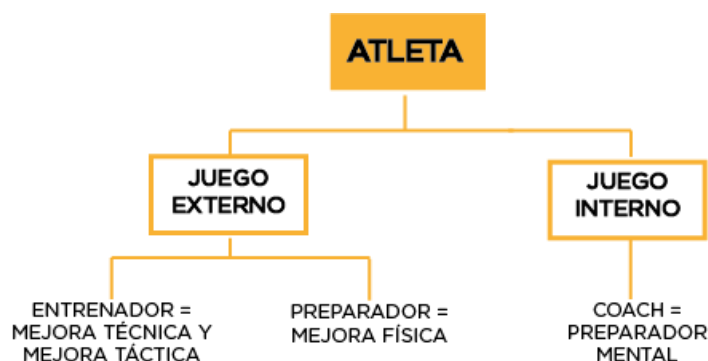 ATLETA
JUEGO
EXTERNO
JUEGO
INTERNO
ENTRENADOR =
MEJORA TÉCNICA Y
MEJORA TÁCTICA
PREPARADOR =
MEJORA FÍSICA
COACH =
PREPARADOR
MENTAL